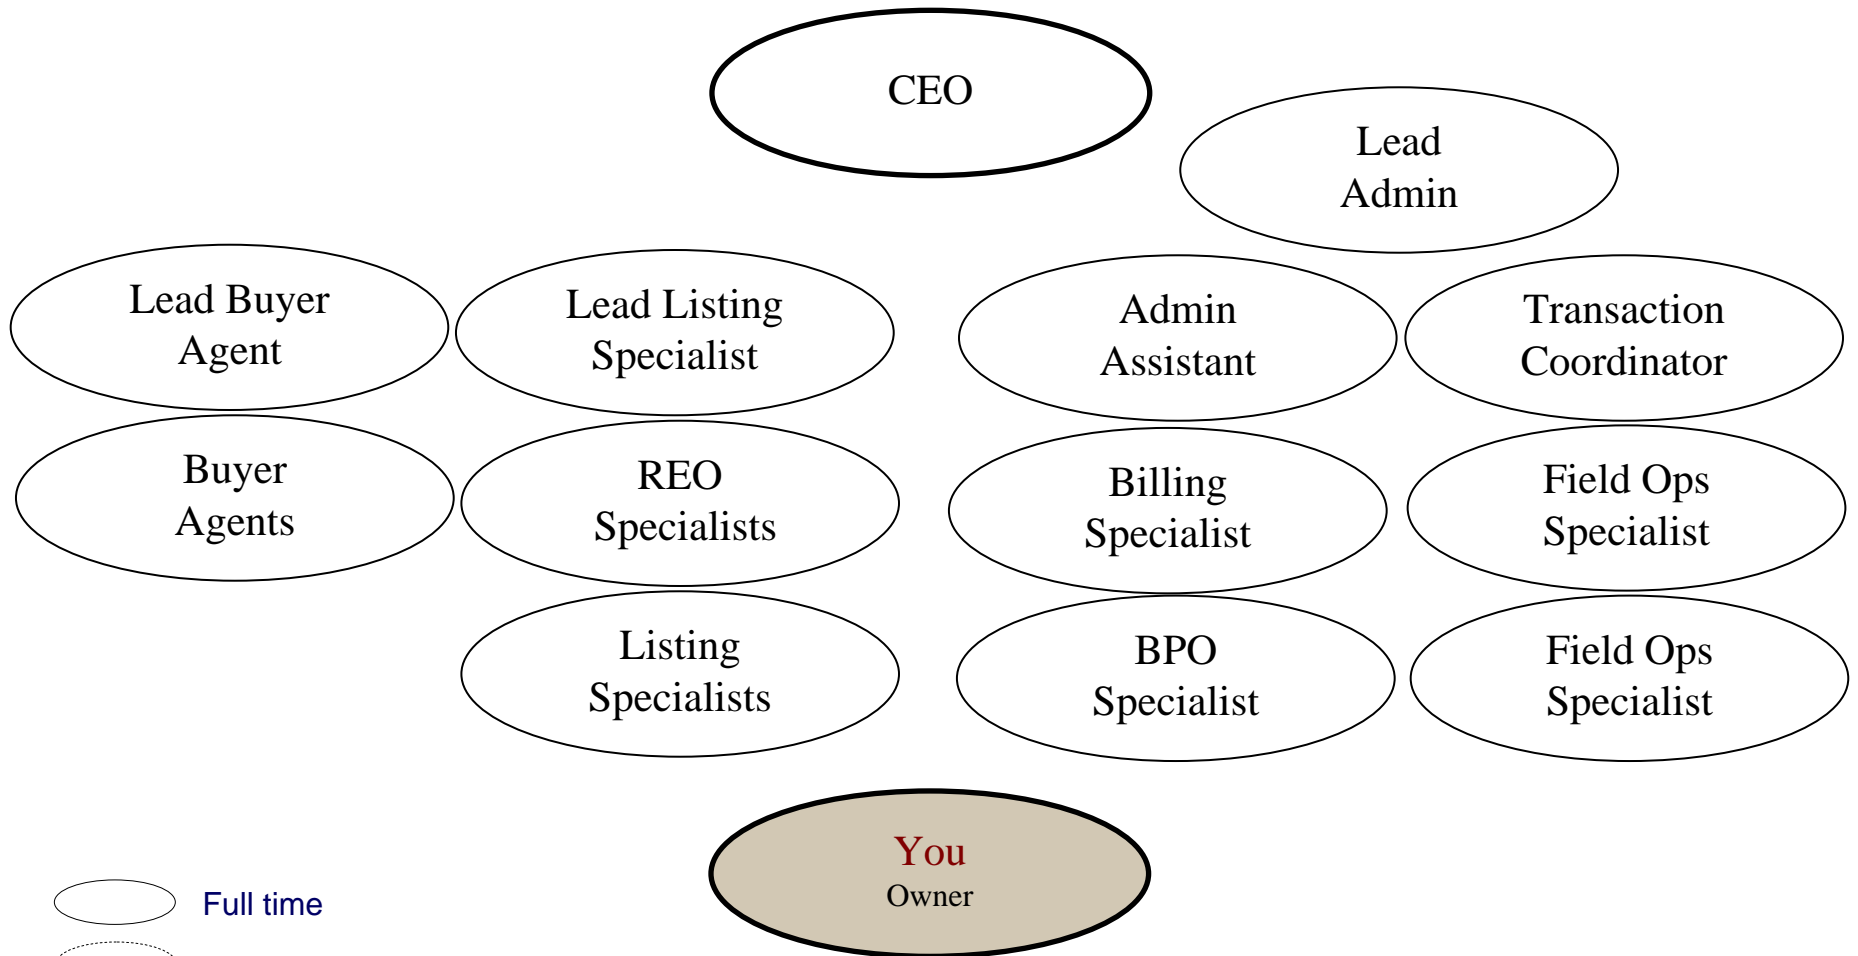 CEO
Lead
Admin
Lead Buyer
Agent
Lead Listing
Specialist
Admin
Assistant
Transaction
Coordinator
Buyer
Agents
REO
Specialists
Billing
Specialist
Field Ops
Specialist
Listing
Specialists
BPO
Specialist
Field Ops
Specialist
You
Owner
Full time